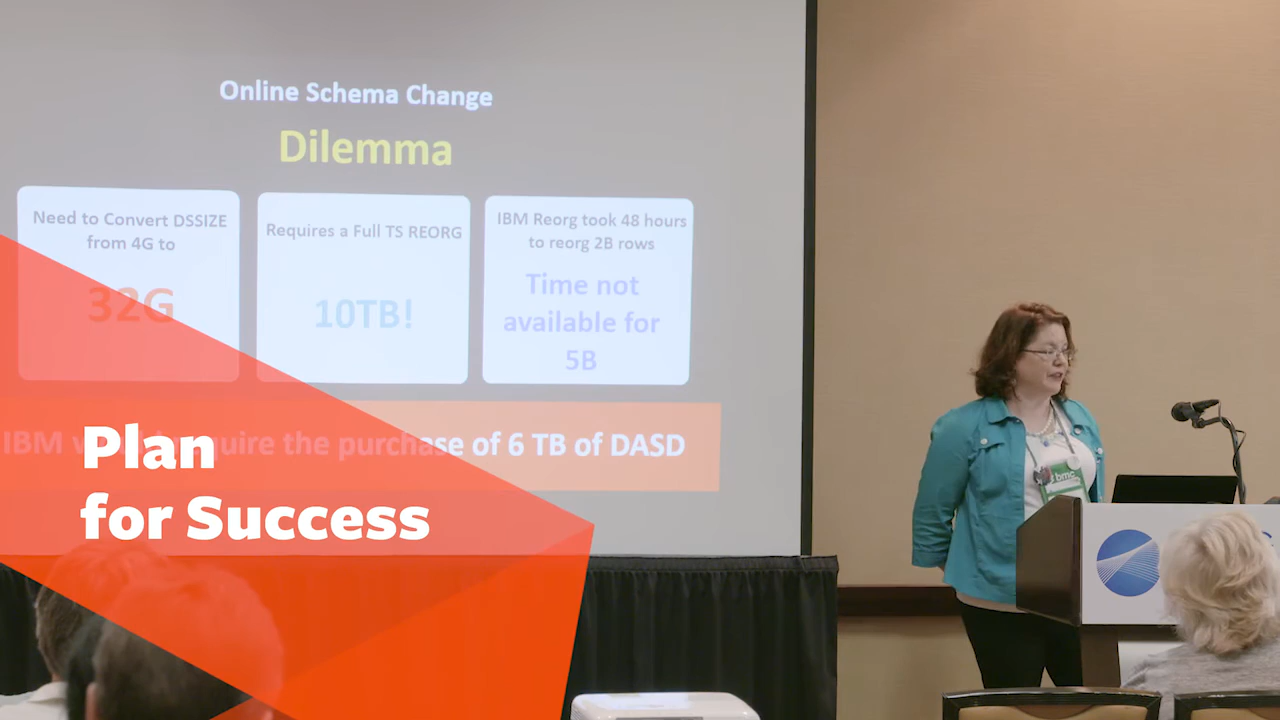 Online Schema Change
Dilemma
Need to Convert DSSIZE
from 4G to
32G
Requires a Full TS REORG
10TB!
IBM Reorg took 48 hours
to reorg 2B rows
Time not
available for
5B
IBM would require the purchase of 6 TB of DASD
Plan
for Success
bmc